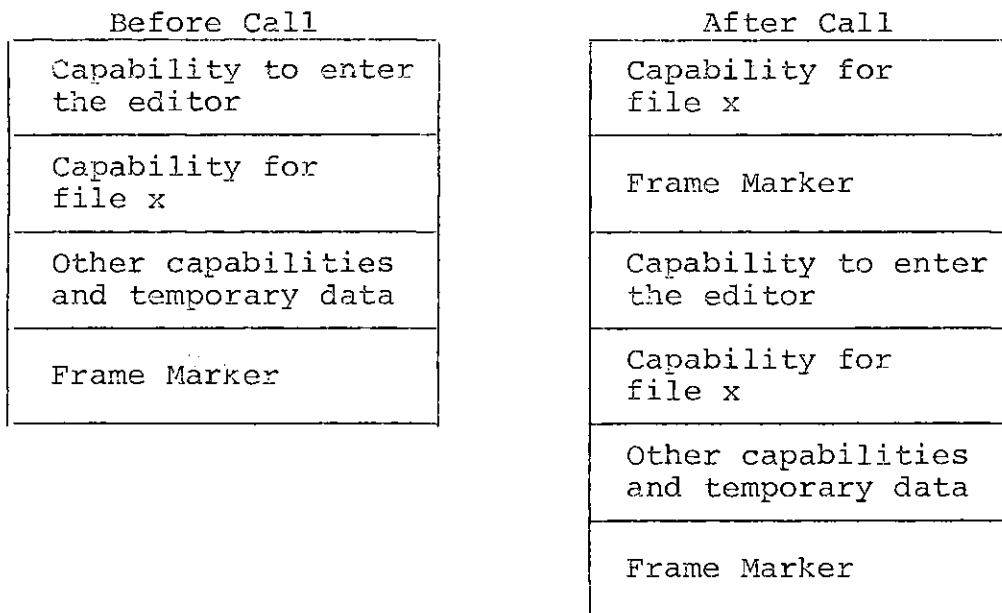 Before Call
Capability to enter
the editor
Capability for
file x
Other capabilities
and temporary data
Frame Marker
After Call
Capability for
file x
Frame Marker
Capability to enter
the editor
Capability for
file x
Other capabilities
and temporary data
Frame Marker